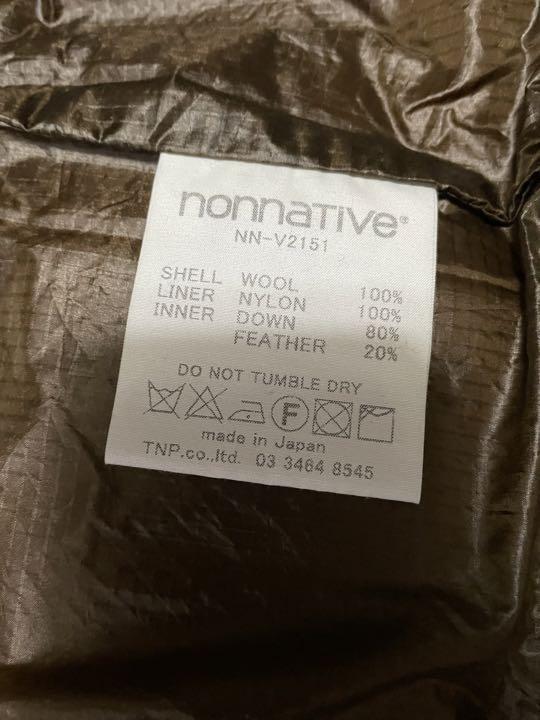 nonnative®
NN-V2151
SHELL WOOL 100%
LINER NYLON 100%
INNER DOWN 80%
FEATHER 20%
DO NOT TUMBLE DRY
F
made in Japan
TNP.co.,ltd. 03 3464 8545